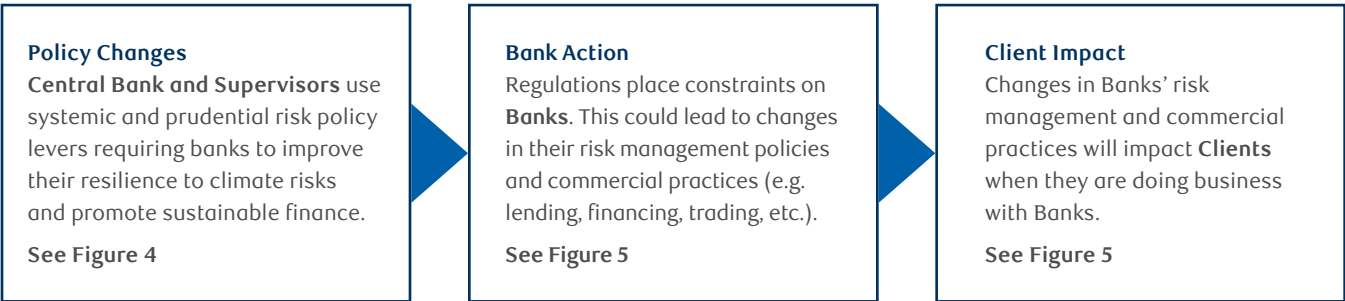 Policy Changes
Central Bank and Supervisors use
systemic and prudential risk policy
levers requiring banks to improve
their resilience to climate risks
and promote sustainable finance.
See Figure 4
Bank Action
Regulations place constraints on
Banks. This could lead to changes
in their risk management policies
and commercial practices (e.g.
lending, financing, trading, etc.).
See Figure 5
Client Impact
Changes in Banks’ risk
management and commercial
practices will impact Clients
when they are doing business
with Banks.
See Figure 5